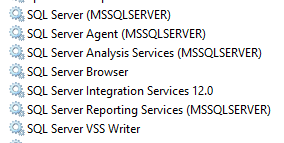 SQL Server (MSSQLSERVER)
SQL Server Agent (MSSQLSERVER)
SQL Server Analysis Services (MSSQLSERVER)
SQL Server Browser
SQL Server Integration Services 12.0
SQL Server Reporting Services (MSSQLSERVER)
SQL Server VSS Writer